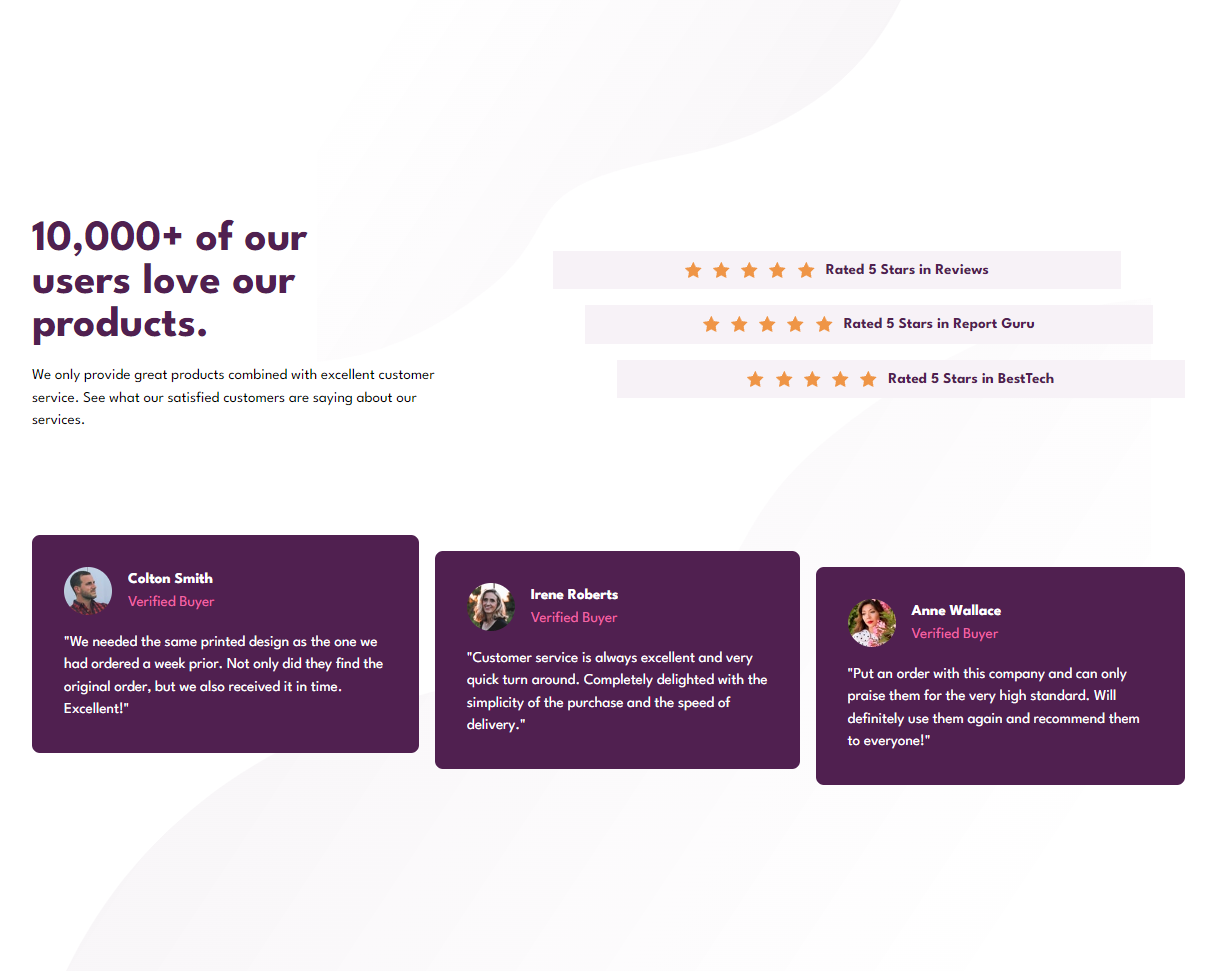 10,000+ of our
users love our
products.
We only provide great products combined with excellent customer
service. See what our satisfied customers are saying about our
services.
Rated 5 Stars in Reviews
Rated 5 Stars in Report Guru
Rated 5 Stars in BestTech
Colton Smith
Verified Buyer
"We needed the same printed design as the one we
had ordered a week prior. Not only did they find the
original order, but we also received it in time.
Excellent!"
Irene Roberts
Verified Buyer
"Customer service is always excellent and very
quick turn around. Completely delighted with the
simplicity of the purchase and the speed of
delivery."
Anne Wallace
Verified Buyer
"Put an order with this company and can only
praise them for the very high standard. Will
definitely use them again and recommend them
to everyone!"